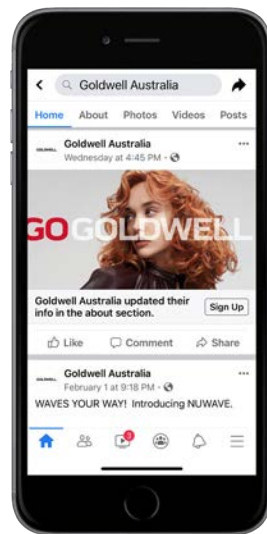 Goldwell Australia
Home About Photos Videos Posts
GOLDWELL
Goldwell Australia
Wednesday at 4:45 PM
GO GOLDWELL
Goldwell Australia updated their
info in the about section.
Sign Up
Like Comment Share
GOLDWELL
Goldwell Australia
February 1 at 9:18 PM
WAVES YOUR WAY! Introducing NUWAVE.